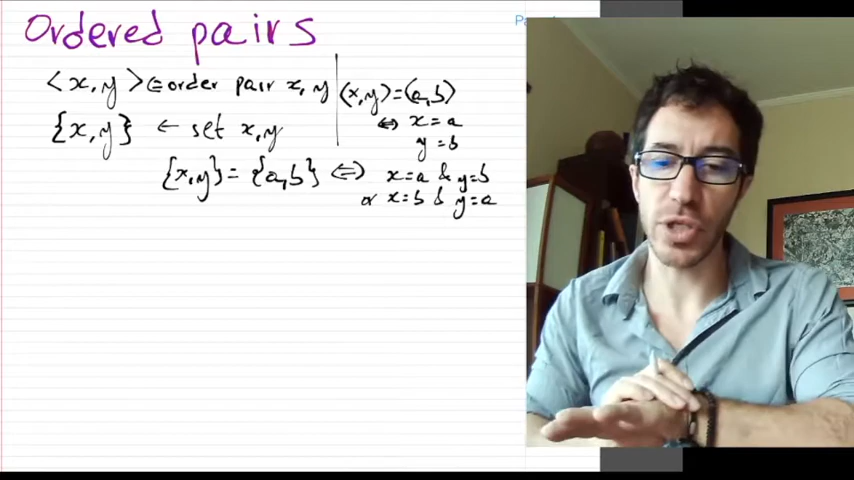 Ordered pairs
<x,y> ≡ order pair x,y
(x,y)=(a,b)
⇔ x=a
y=b
{x,y} ← set x,y
{x,y} = {a,b} ⇔ x=a & y=b
or x=b & y=a